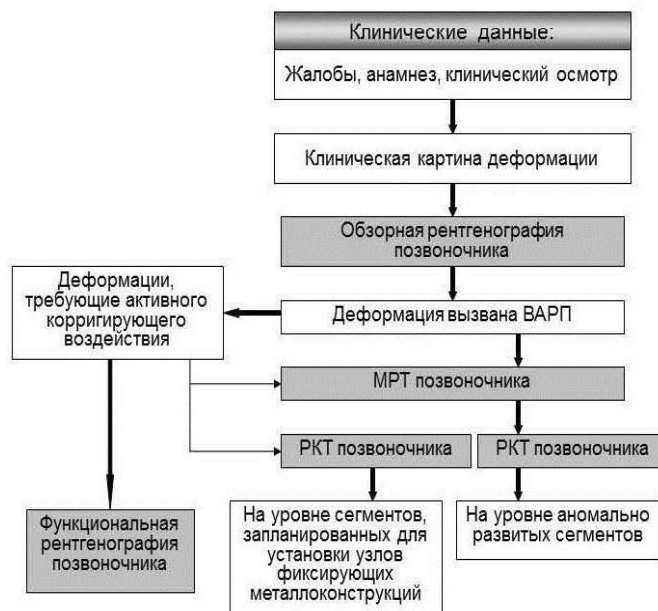 Клинические данные:
Жалобы, анамнез, клинический осмотр
Клиническая картина деформации
Обзорная рентгенография
позвоночника
Деформации,
требующие активного
корригирующего
воздействия
Деформация вызвана ВАРП
МРТ позвоночника
РКТ позвоночника
РКТ позвоночника
Функциональная
рентгенография
позвоночника
На уровне сегментов,
запланированных для
установки узлов
фиксирующих
металлоконструкций
На уровне аномально
развитых сегментов